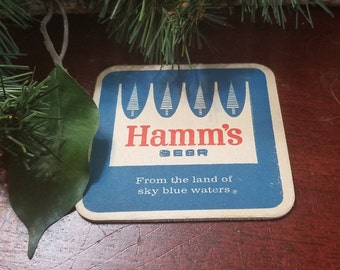 Hamm's
BEER
From the land of
sky blue waters®